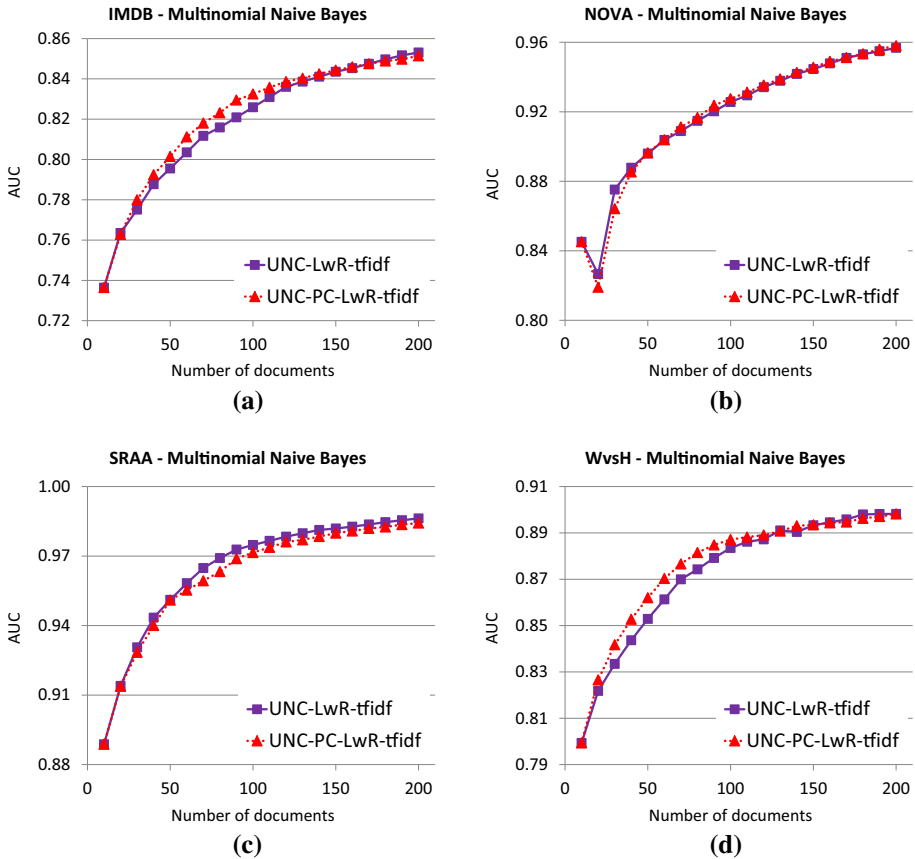 IMDB - Multinomial Naive Bayes
0.86
0.84
0.82
0.80
0.78
0.76
0.74
0.72
AUC
UNC-LwR-tfidf
UNC-PC-LwR-tfidf
0 50 100 150 200
Number of documents
(a)
NOVA - Multinomial Naive Bayes
0.96
0.92
0.88
0.84
0.80
AUC
UNC-LwR-tfidf
UNC-PC-LwR-tfidf
0 50 100 150 200
Number of documents
(b)
SRAA - Multinomial Naive Bayes
1.00
0.97
0.94
0.91
0.88
AUC
UNC-LwR-tfidf
UNC-PC-LwR-tfidf
0 50 100 150 200
Number of documents
(c)
WvsH - Multinomial Naive Bayes
0.91
0.89
0.87
0.85
0.83
0.81
0.79
AUC
UNC-LwR-tfidf
UNC-PC-LwR-tfidf
0 50 100 150 200
Number of documents
(d)